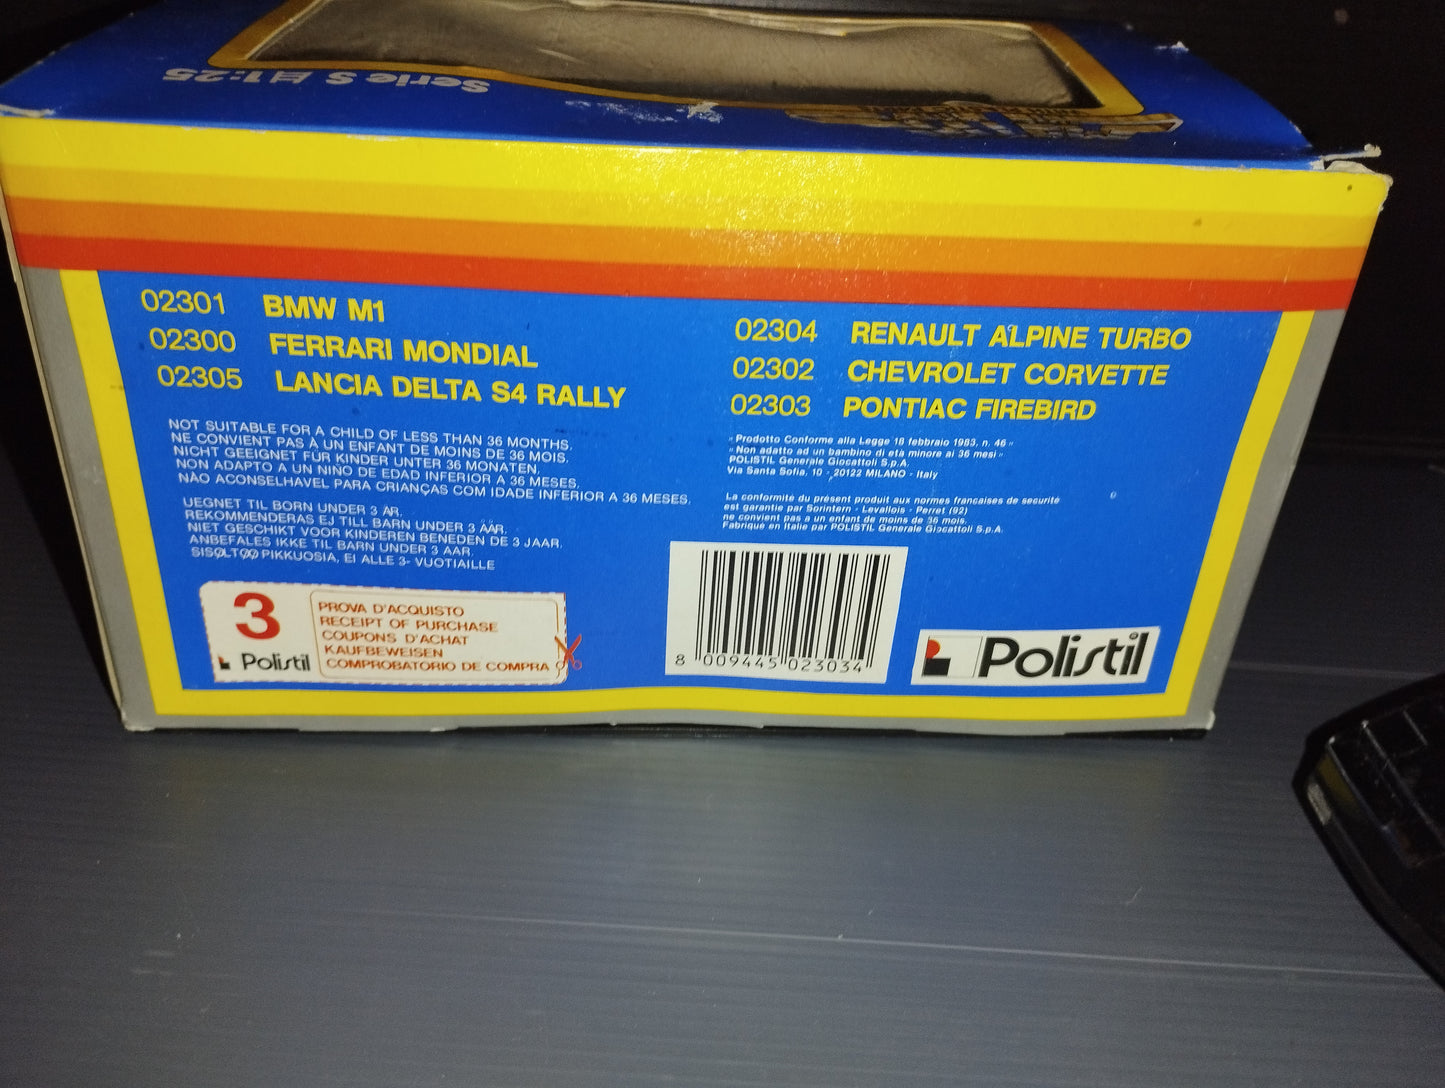 Serie S 1:25
02301 BMW M1
02300 FERRARI MONDIAL
02305 LANCIA DELTA S4 RALLY
02304 RENAULT ALPINE TURBO
02302 CHEVROLET CORVETTE
02303 PONTIAC FIREBIRD
NOT SUITABLE FOR A CHILD OF LESS THAN 36 MONTHS.
NE CONVIENT PAS À UN ENFANT DE MOINS DE 36 MOIS.
NICHT GEEIGNET FÜR KINDER UNTER 36 MONATEN.
NON ADAPTO A UN NIÑO DE EDAD INFERIOR A 36 MESES.
NÃO ACONSELHAVEL PARA CRIANÇAS COM IDADE INFERIOR A 36 MESES.
UEGNET TIL BORN UNDER 3 AR.
REKOMMENDERAS EJ TILL BARN UNDER 3 ÅÄR.
NIET GESCHIKT VOOR KINDEREN BENEDEN DE 3 JAAR.
ANBEFALES IKKE TIL BARN UNDER 3 AAR.
SISØLTØØ PIKKUOSIA, EI ALLE 3- VUOTIAILLE
«Prodotto Conforme alla Legge 18 febbraio 1983, n. 46»
«Non adatto ad un bambino di età minore ai 36 mesi»
POLISTIL Generale Giocattoli S.p.A.
Via Santa Sofia, 10 - 20122 MILANO - Italy
La conformité du présent produit aux normes francaises de securité
est garantie par Sorintern - Levallois - Perret (92)
ne convient pas a un enfant de moins de 36 mois.
Fabrique en Italie par POLISTIL Generale Giocattoli S.p.A.
3
Polistil
PROVA D'ACQUISTO
RECEIPT OF PURCHASE
COUPONS D'ACHAT
KAUFBEWEISEN
COMPROBATORIO DE COMPRA
8 009445 023034
Polistil